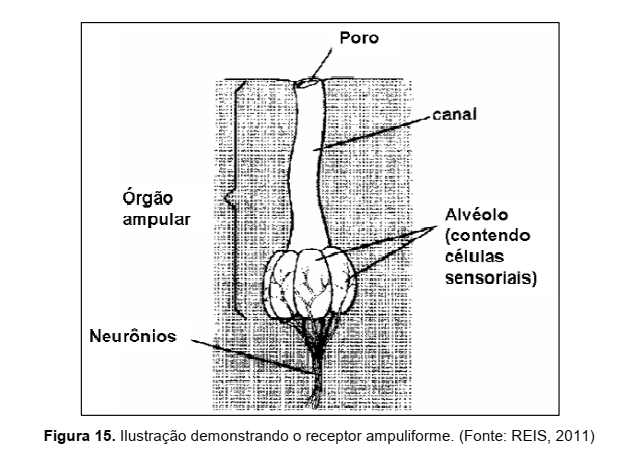 Poro
canal
Órgão
ampular
Alvéolo
(contendo
células
sensoriais)
Neurônios
Figura 15. Ilustração demonstrando o receptor ampuliforme. (Fonte: REIS, 2011)